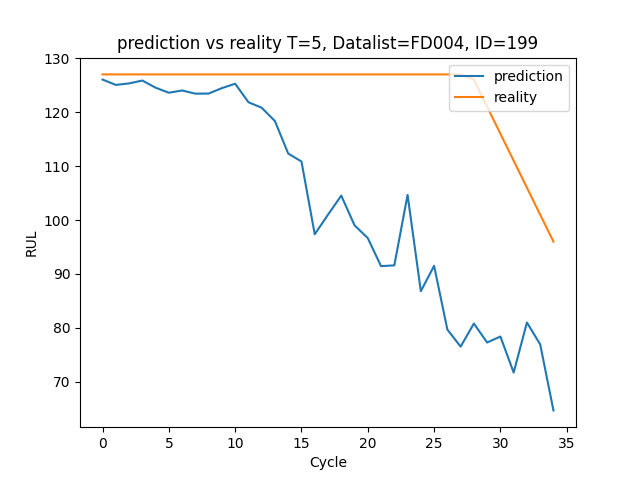 prediction vs reality T=5, Datalist=FD004, ID=199
prediction
reality
130
120
110
100
90
80
70
RUL
0 5 10 15 20 25 30 35
Cycle